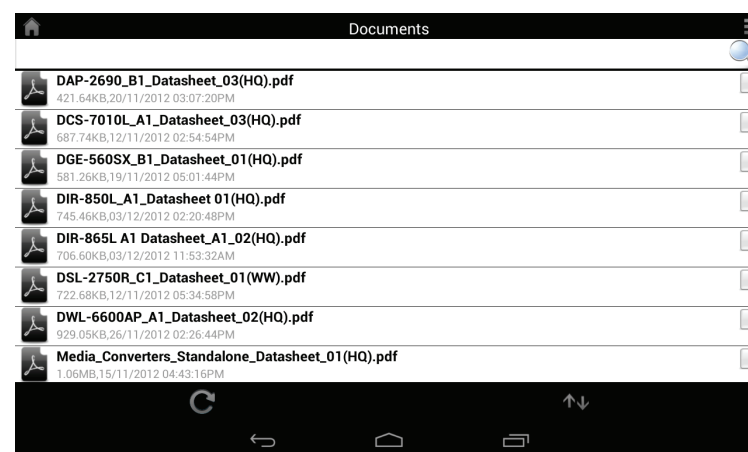 Documents
DAP-2690_B1_Datasheet_03(HQ).pdf
421.64KB,20/11/2012 03:07:20PM
DCS-7010L_A1_Datasheet_03(HQ).pdf
687.74KB,12/11/2012 02:54:54PM
DGE-560SX_B1_Datasheet_01(HQ).pdf
581.26KB,19/11/2012 05:01:44PM
DIR-850L_A1_Datasheet 01(HQ).pdf
745.46KB,03/12/2012 02:20:48PM
DIR-865L A1 Datasheet_A1_02(HQ).pdf
706.60KB,03/12/2012 11:53:32AM
DSL-2750R_C1_Datasheet_01(WW).pdf
722.68KB,12/11/2012 05:34:58PM
DWL-6600AP_A1_Datasheet_02(HQ).pdf
929.05KB,26/11/2012 02:26:44PM
Media_Converters_Standalone_Datasheet_01(HQ).pdf
1.06MB,15/11/2012 04:43:16PM